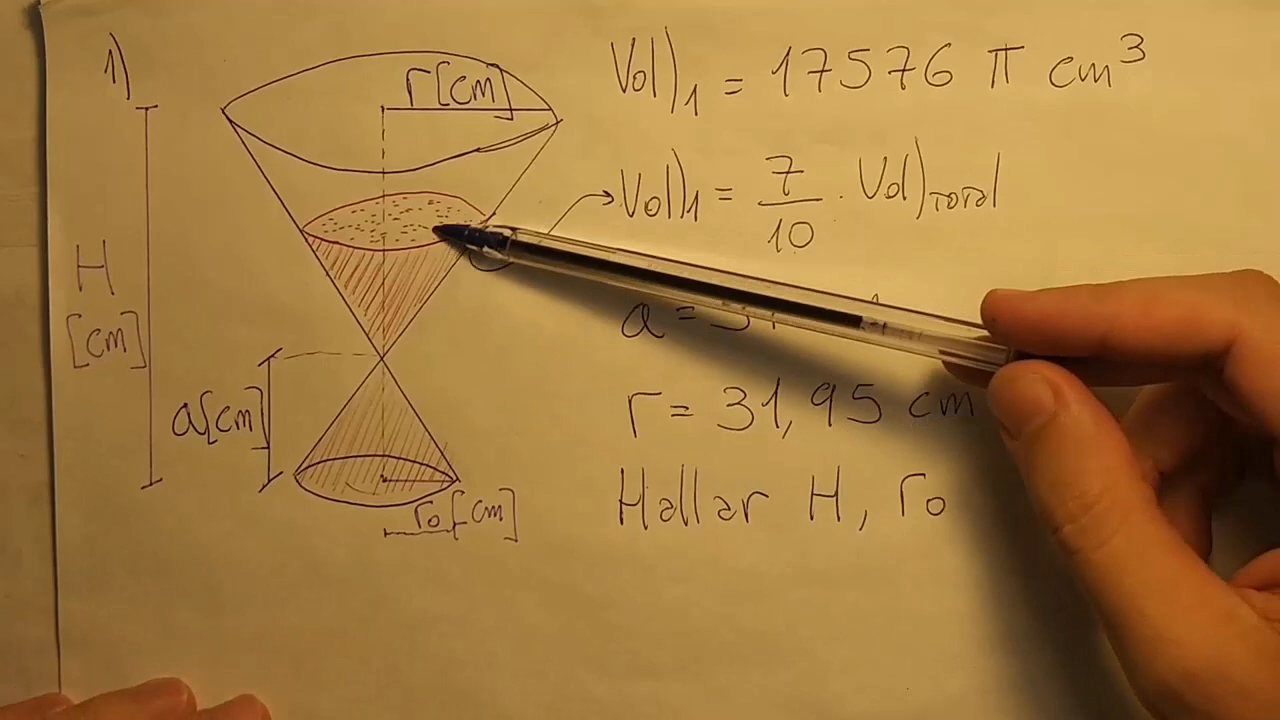 1)
r[cm]
H
[cm]
a[cm]
r₀[cm]
Vol)₁ = 17576 π cm³
Vol)₁ = 7/10 · Vol)ToTal
a =
r = 31,95 cm
Hallar H, r₀